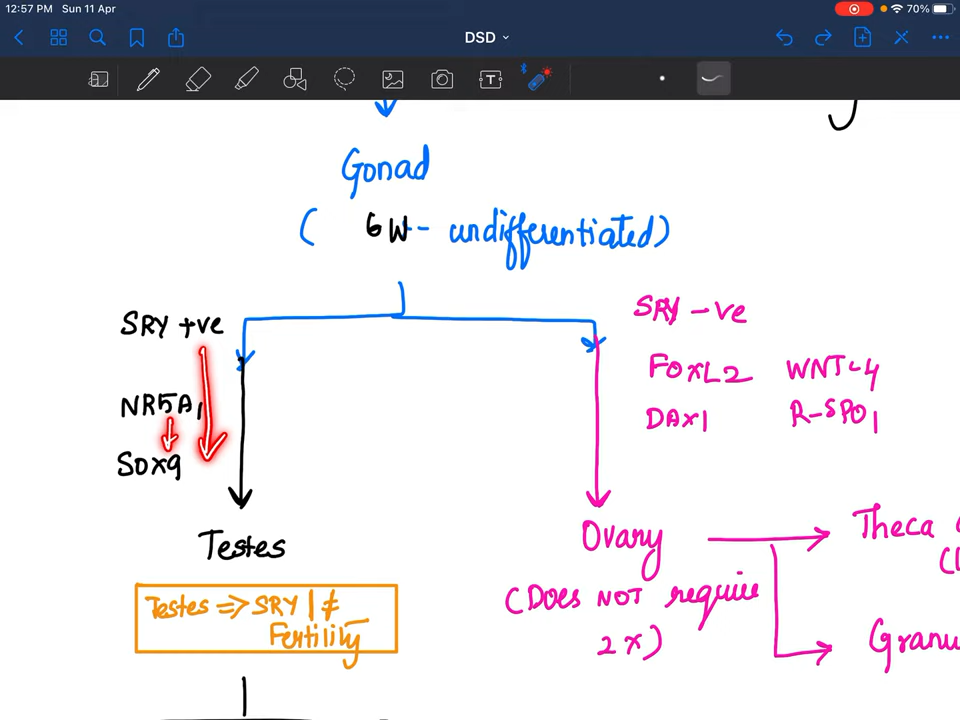 12:57 PM Sun 11 Apr
70%
DSD
T
Gonad
( 6W -- undifferentiated)
SRY +ve
SRY -ve
FOXL2 WNT-4
NR5A1
DAX1 R-SPO1
SOX9
Testes
Ovary
Theca
(Does NOT require
2X)
Testes => SRY | ≠
Fertility
Granu